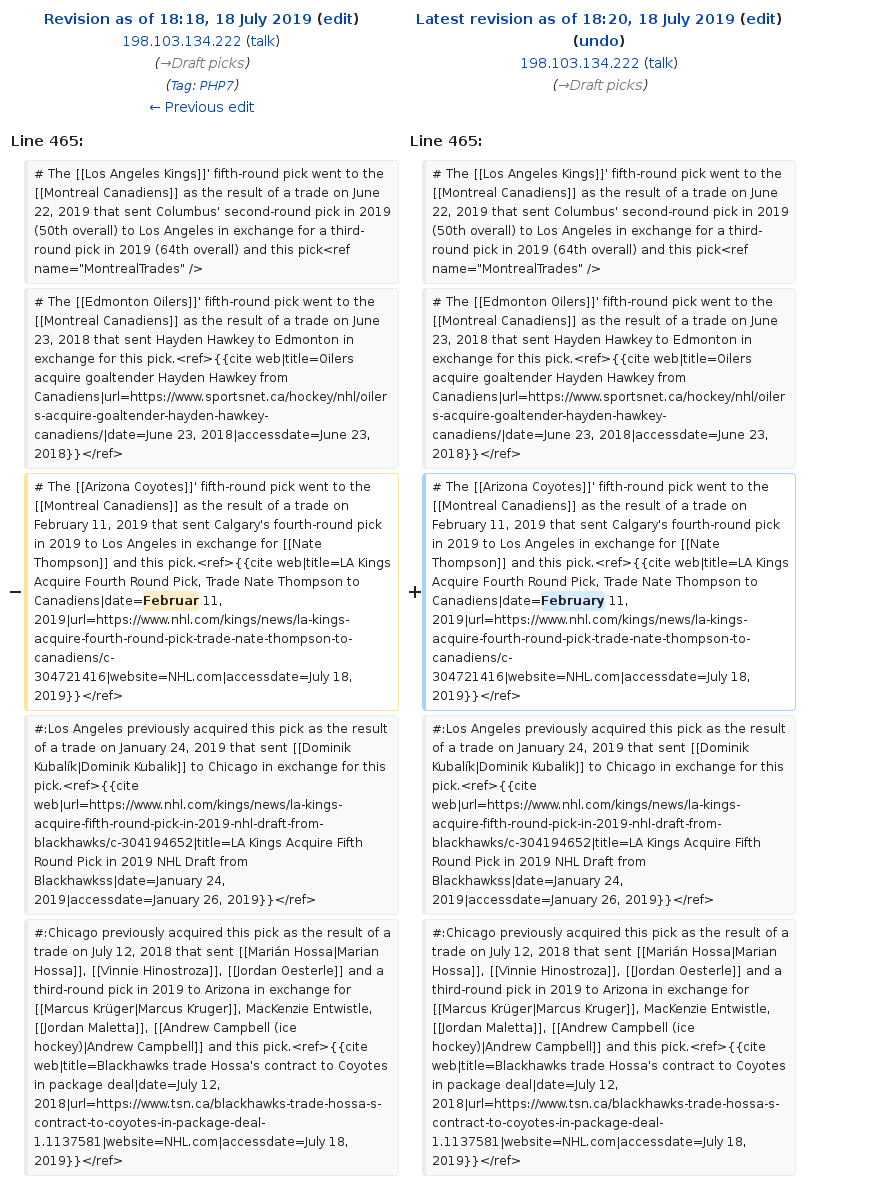 Revision as of 18:18, 18 July 2019 (edit)
198.103.134.222 (talk)
(→Draft picks)
(Tag: PHP7)
← Previous edit
Latest revision as of 18:20, 18 July 2019 (edit)
(undo)
198.103.134.222 (talk)
(→Draft picks)
Line 465:
# The [[Los Angeles Kings]]' fifth-round pick went to the
[[Montreal Canadiens]] as the result of a trade on June
22, 2019 that sent Columbus' second-round pick in 2019
(50th overall) to Los Angeles in exchange for a third-
round pick in 2019 (64th overall) and this pick<ref
name="MontrealTrades" />
# The [[Edmonton Oilers]]' fifth-round pick went to the
[[Montreal Canadiens]] as the result of a trade on June
23, 2018 that sent Hayden Hawkey to Edmonton in
exchange for this pick.<ref>{{cite web|title=Oilers
acquire goaltender Hayden Hawkey from
Canadiens|url=https://www.sportsnet.ca/hockey/nhl/oiler
s-acquire-goaltender-hayden-hawkey-
canadiens/|date=June 23, 2018|accessdate=June 23,
2018}}</ref>
−
# The [[Arizona Coyotes]]' fifth-round pick went to the
[[Montreal Canadiens]] as the result of a trade on
February 11, 2019 that sent Calgary's fourth-round pick
in 2019 to Los Angeles in exchange for [[Nate
Thompson]] and this pick.<ref>{{cite web|title=LA Kings
Acquire Fourth Round Pick, Trade Nate Thompson to
Canadiens|date=Februar 11,
2019|url=https://www.nhl.com/kings/news/la-kings-
acquire-fourth-round-pick-trade-nate-thompson-to-
canadiens/c-
304721416|website=NHL.com|accessdate=July 18,
2019}}</ref>
#:Los Angeles previously acquired this pick as the result
of a trade on January 24, 2019 that sent [[Dominik
Kubalík|Dominik Kubalik]] to Chicago in exchange for this
pick.<ref>{{cite
web|url=https://www.nhl.com/kings/news/la-kings-
acquire-fifth-round-pick-in-2019-nhl-draft-from-
blackhawks/c-304194652|title=LA Kings Acquire Fifth
Round Pick in 2019 NHL Draft from
Blackhawkss|date=January 24,
2019|accessdate=January 26, 2019}}</ref>
#:Chicago previously acquired this pick as the result of a
trade on July 12, 2018 that sent [[Marián Hossa|Marian
Hossa]], [[Vinnie Hinostroza]], [[Jordan Oesterle]] and a
third-round pick in 2019 to Arizona in exchange for
[[Marcus Krüger|Marcus Kruger]], MacKenzie Entwistle,
[[Jordan Maletta]], [[Andrew Campbell (ice
hockey)|Andrew Campbell]] and this pick.<ref>{{cite
web|title=Blackhawks trade Hossa's contract to Coyotes
in package deal|date=July 12,
2018|url=https://www.tsn.ca/blackhawks-trade-hossa-s-
contract-to-coyotes-in-package-deal-
1.1137581|website=NHL.com|accessdate=July 18,
2019}}</ref>
Line 465:
# The [[Los Angeles Kings]]' fifth-round pick went to the
[[Montreal Canadiens]] as the result of a trade on June
22, 2019 that sent Columbus' second-round pick in 2019
(50th overall) to Los Angeles in exchange for a third-
round pick in 2019 (64th overall) and this pick<ref
name="MontrealTrades" />
# The [[Edmonton Oilers]]' fifth-round pick went to the
[[Montreal Canadiens]] as the result of a trade on June
23, 2018 that sent Hayden Hawkey to Edmonton in
exchange for this pick.<ref>{{cite web|title=Oilers
acquire goaltender Hayden Hawkey from
Canadiens|url=https://www.sportsnet.ca/hockey/nhl/oiler
s-acquire-goaltender-hayden-hawkey-
canadiens/|date=June 23, 2018|accessdate=June 23,
2018}}</ref>
+
# The [[Arizona Coyotes]]' fifth-round pick went to the
[[Montreal Canadiens]] as the result of a trade on
February 11, 2019 that sent Calgary's fourth-round pick
in 2019 to Los Angeles in exchange for [[Nate
Thompson]] and this pick.<ref>{{cite web|title=LA Kings
Acquire Fourth Round Pick, Trade Nate Thompson to
Canadiens|date=February 11,
2019|url=https://www.nhl.com/kings/news/la-kings-
acquire-fourth-round-pick-trade-nate-thompson-to-
canadiens/c-
304721416|website=NHL.com|accessdate=July 18,
2019}}</ref>
#:Los Angeles previously acquired this pick as the result
of a trade on January 24, 2019 that sent [[Dominik
Kubalík|Dominik Kubalik]] to Chicago in exchange for this
pick.<ref>{{cite
web|url=https://www.nhl.com/kings/news/la-kings-
acquire-fifth-round-pick-in-2019-nhl-draft-from-
blackhawks/c-304194652|title=LA Kings Acquire Fifth
Round Pick in 2019 NHL Draft from
Blackhawkss|date=January 24,
2019|accessdate=January 26, 2019}}</ref>
#:Chicago previously acquired this pick as the result of a
trade on July 12, 2018 that sent [[Marián Hossa|Marian
Hossa]], [[Vinnie Hinostroza]], [[Jordan Oesterle]] and a
third-round pick in 2019 to Arizona in exchange for
[[Marcus Krüger|Marcus Kruger]], MacKenzie Entwistle,
[[Jordan Maletta]], [[Andrew Campbell (ice
hockey)|Andrew Campbell]] and this pick.<ref>{{cite
web|title=Blackhawks trade Hossa's contract to Coyotes
in package deal|date=July 12,
2018|url=https://www.tsn.ca/blackhawks-trade-hossa-s-
contract-to-coyotes-in-package-deal-
1.1137581|website=NHL.com|accessdate=July 18,
2019}}</ref>